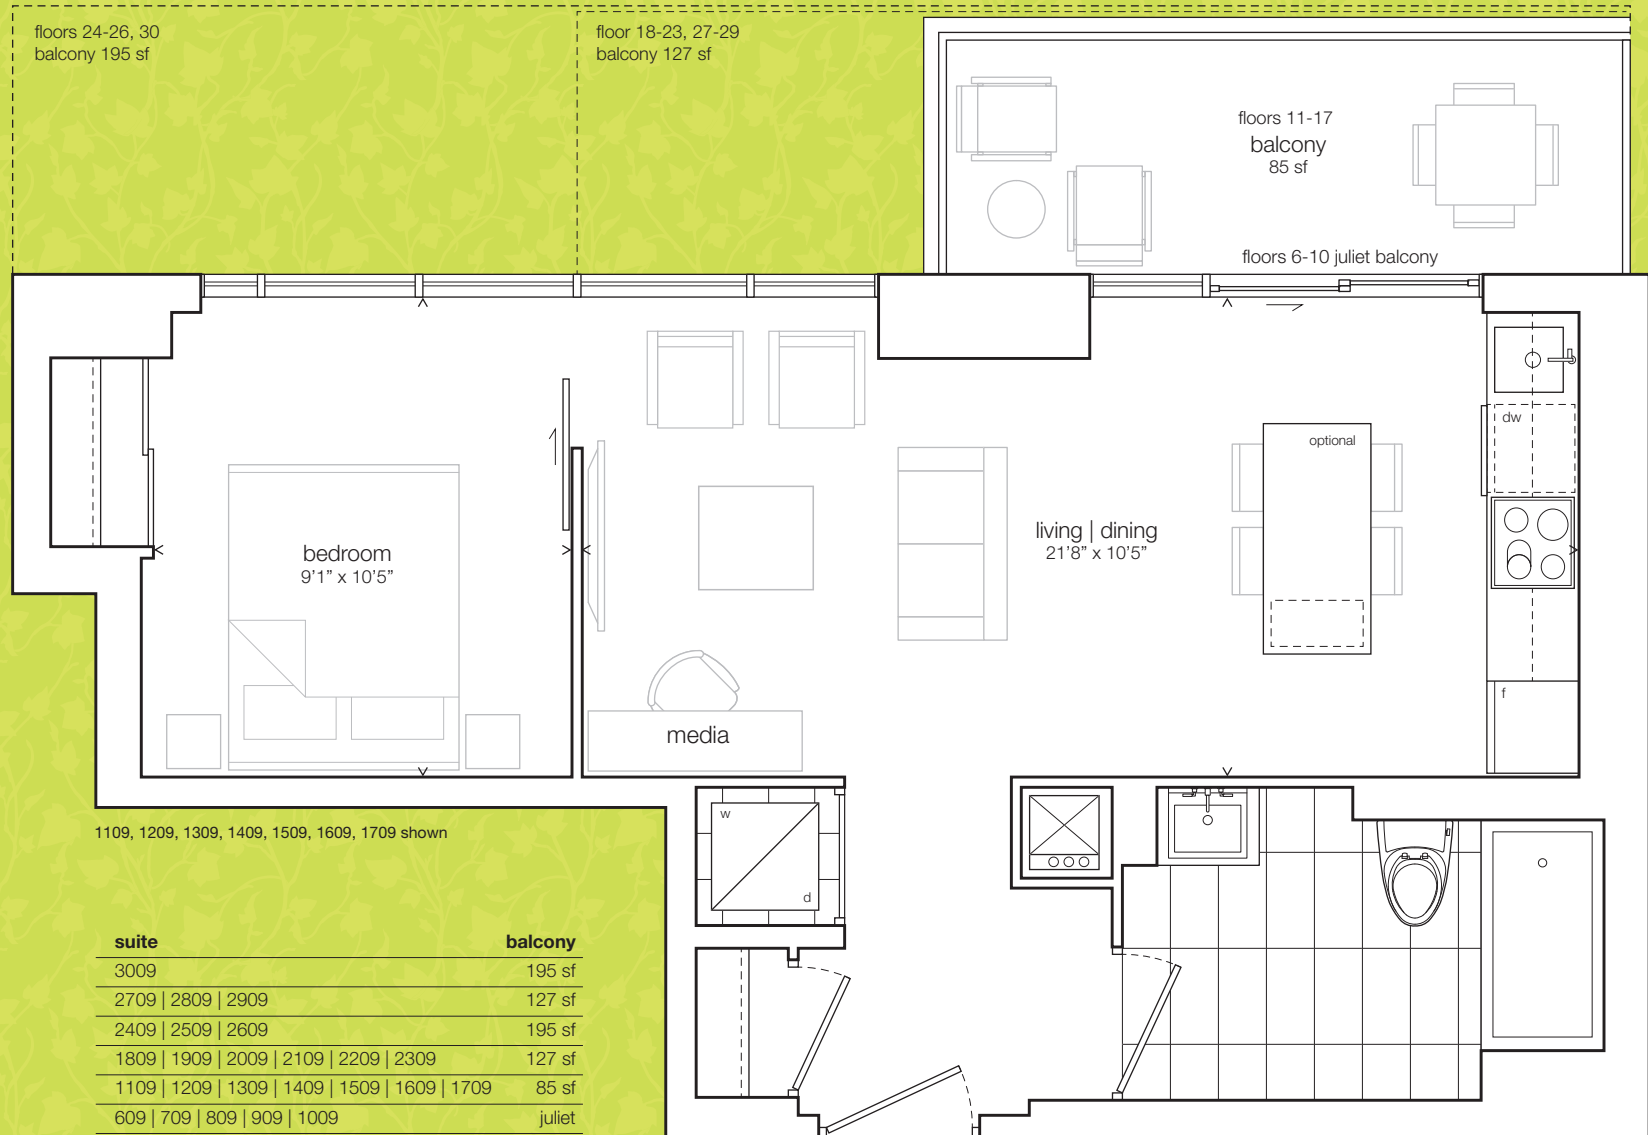 floors 24-26, 30
balcony 195 sf
floor 18-23, 27-29
balcony 127 sf
floors 11-17
balcony
85 sf
floors 6-10 juliet balcony
dw
optional
living | dining
21'8" x 10'5"
bedroom
9'1" x 10'5"
f
media
w
d
1109, 1209, 1309, 1409, 1509, 1609, 1709 shown
suite balcony
3009 195 sf
2709 | 2809 | 2909 127 sf
2409 | 2509 | 2609 195 sf
1809 | 1909 | 2009 | 2109 | 2209 | 2309 127 sf
1109 | 1209 | 1309 | 1409 | 1509 | 1609 | 1709 85 sf
609 | 709 | 809 | 909 | 1009 juliet